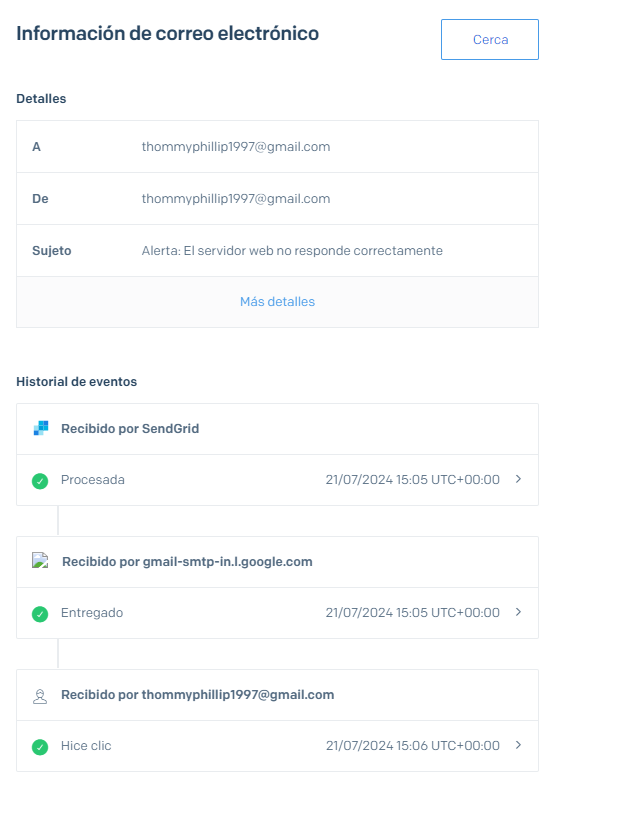 Información de correo electrónico
Cerca
Detalles
A thommyphillip1997@gmail.com
De thommyphillip1997@gmail.com
Sujeto Alerta: El servidor web no responde correctamente
Más detalles
Historial de eventos
Recibido por SendGrid
Procesada 21/07/2024 15:05 UTC+00:00
Recibido por gmail-smtp-in.l.google.com
Entregado 21/07/2024 15:05 UTC+00:00
Recibido por thommyphillip1997@gmail.com
Hice clic 21/07/2024 15:06 UTC+00:00